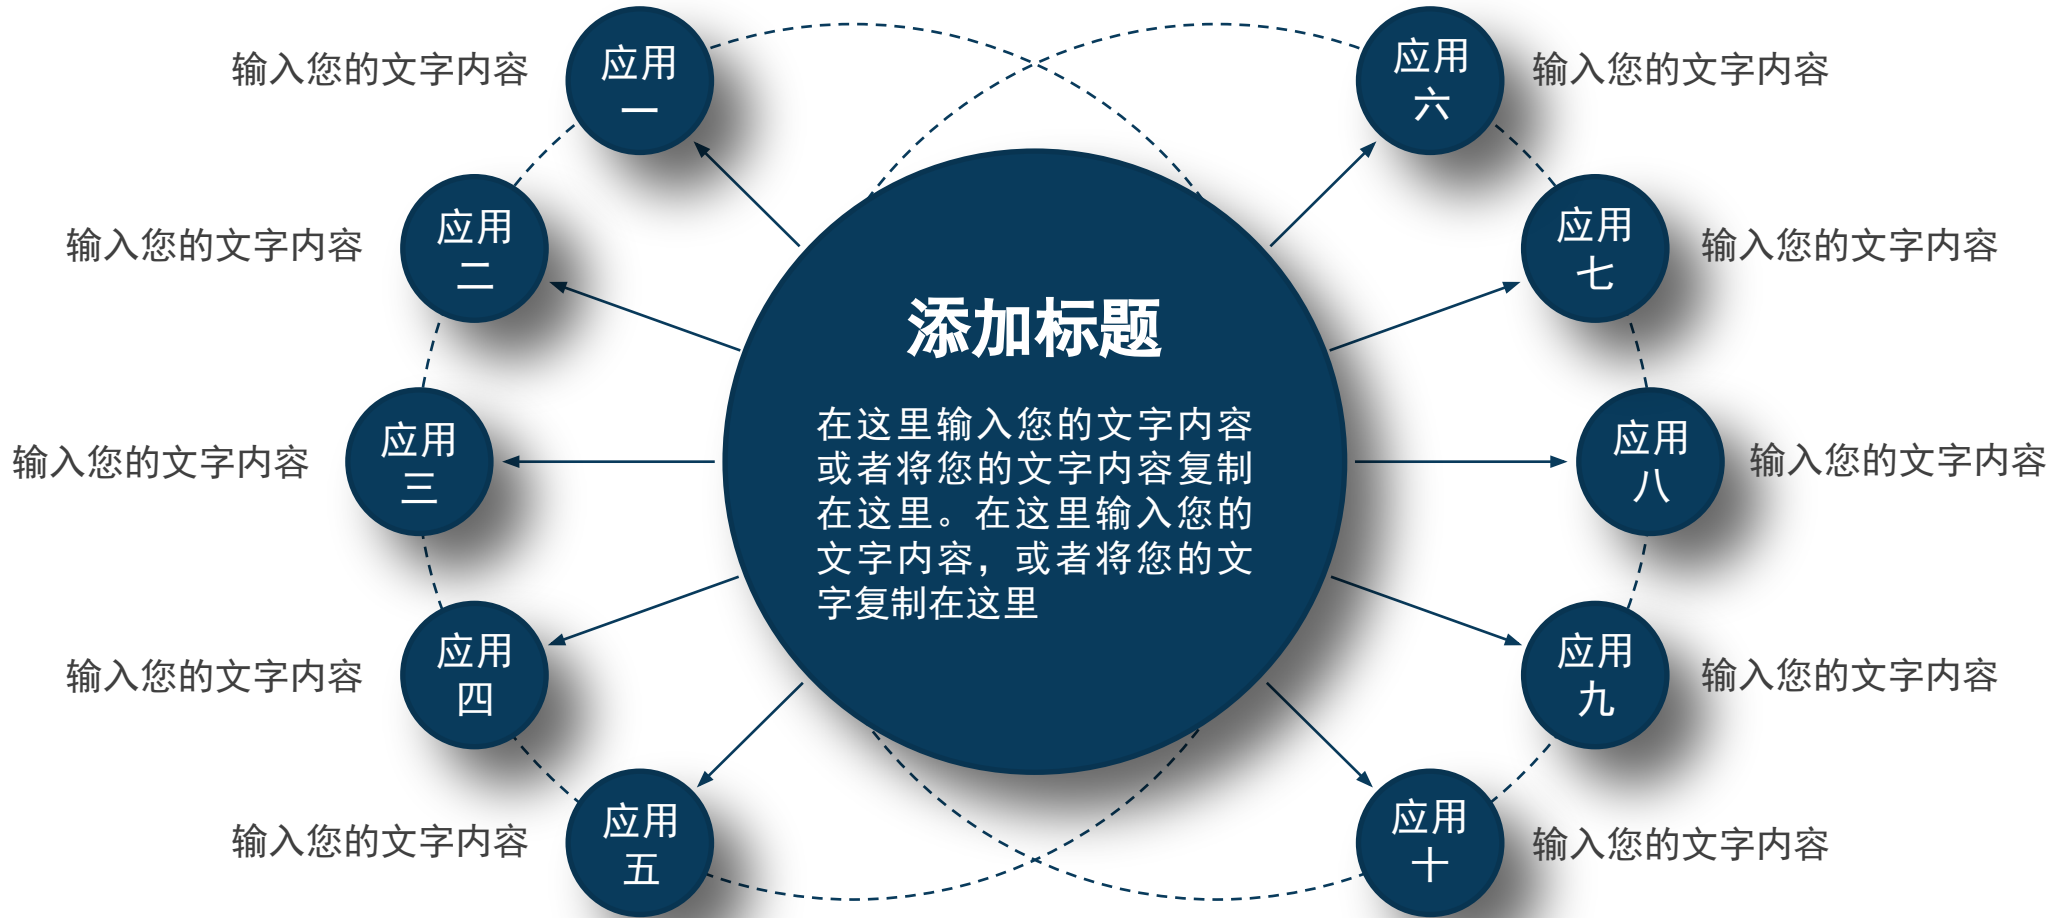 输入您的文字内容
应用
一
输入您的文字内容
应用
二
输入您的文字内容
应用
三
输入您的文字内容
应用
四
输入您的文字内容
应用
五
添加标题
在这里输入您的文字内容
或者将您的文字内容复制
在这里。在这里输入您的
文字内容，或者将您的文
字复制在这里
应用
六
输入您的文字内容
应用
七
输入您的文字内容
应用
八
输入您的文字内容
应用
九
输入您的文字内容
应用
十
输入您的文字内容